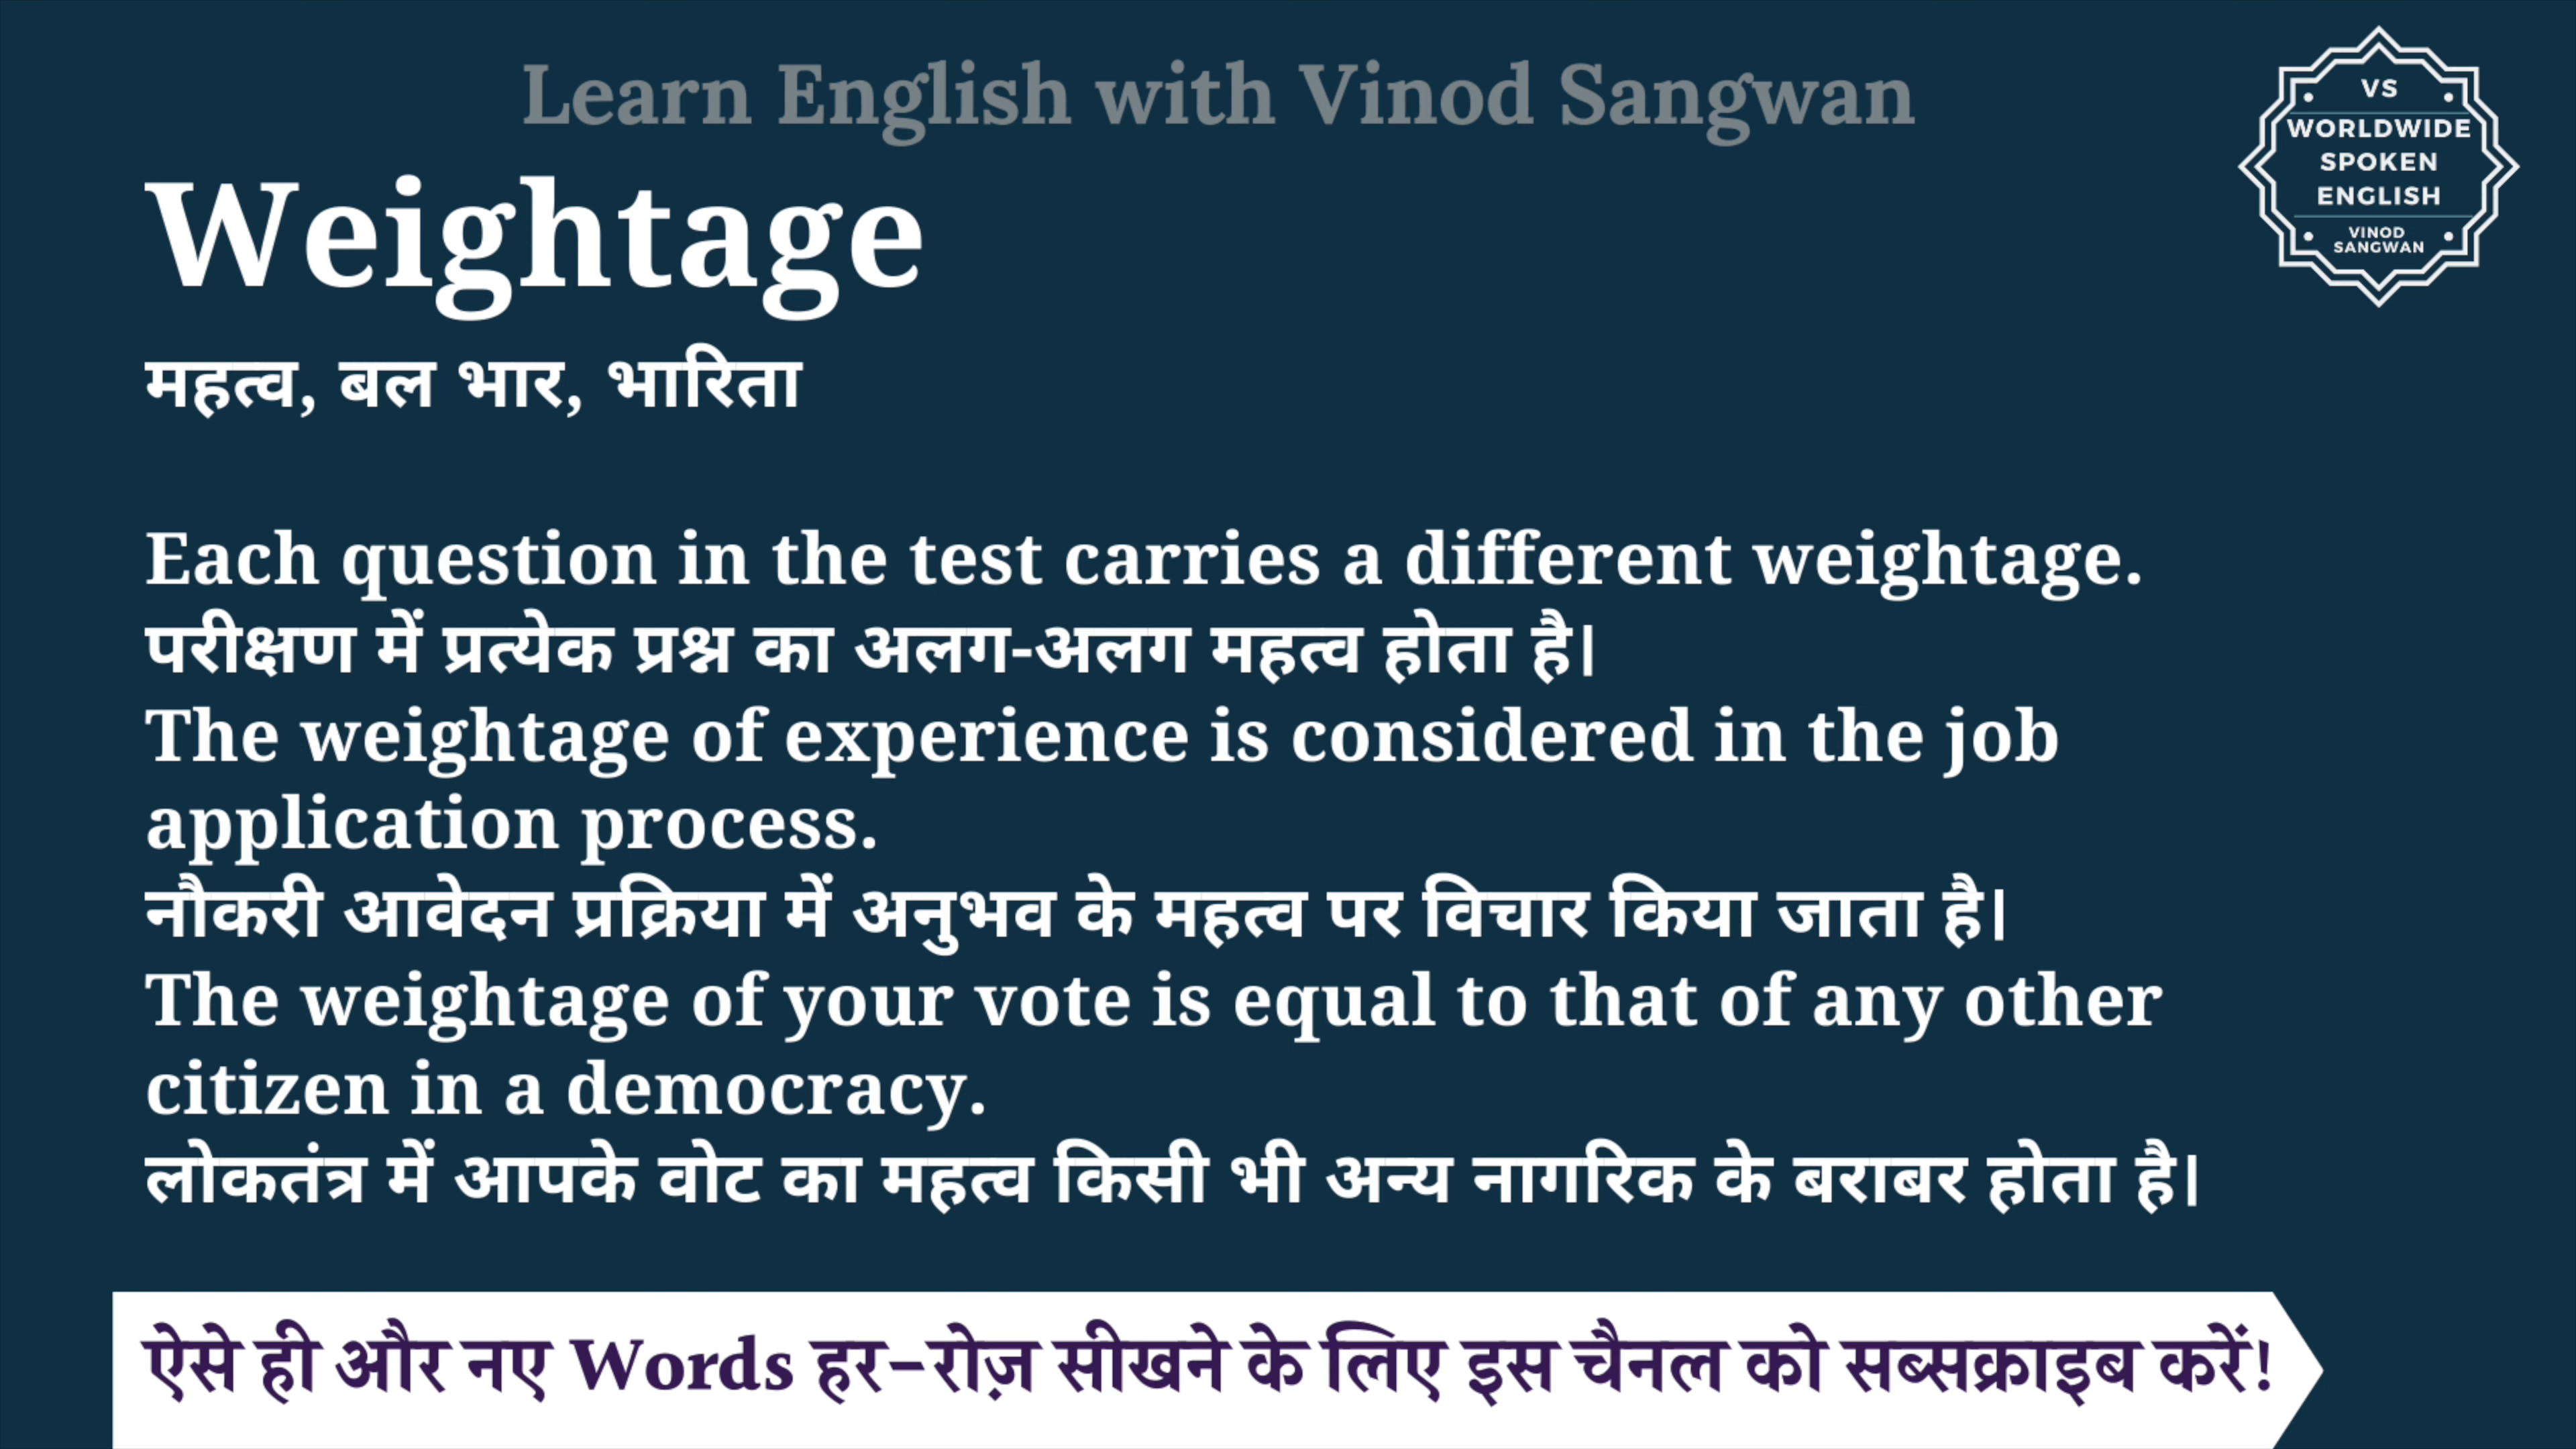 Learn English with Vinod Sangwan
VS
WORLDWIDE
SPOKEN
ENGLISH
VINOD
SANGWAN
Weightage
महत्व, बल भार, भारिता
Each question in the test carries a different weightage.
परीक्षण में प्रत्येक प्रश्न का अलग-अलग महत्व होता है।
The weightage of experience is considered in the job
application process.
नौकरी आवेदन प्रक्रिया में अनुभव के महत्व पर विचार किया जाता है।
The weightage of your vote is equal to that of any other
citizen in a democracy.
लोकतंत्र में आपके वोट का महत्व किसी भी अन्य नागरिक के बराबर होता है।
ऐसे ही और नए Words हर-रोज़ सीखने के लिए इस चैनल को सब्सक्राइब करें!